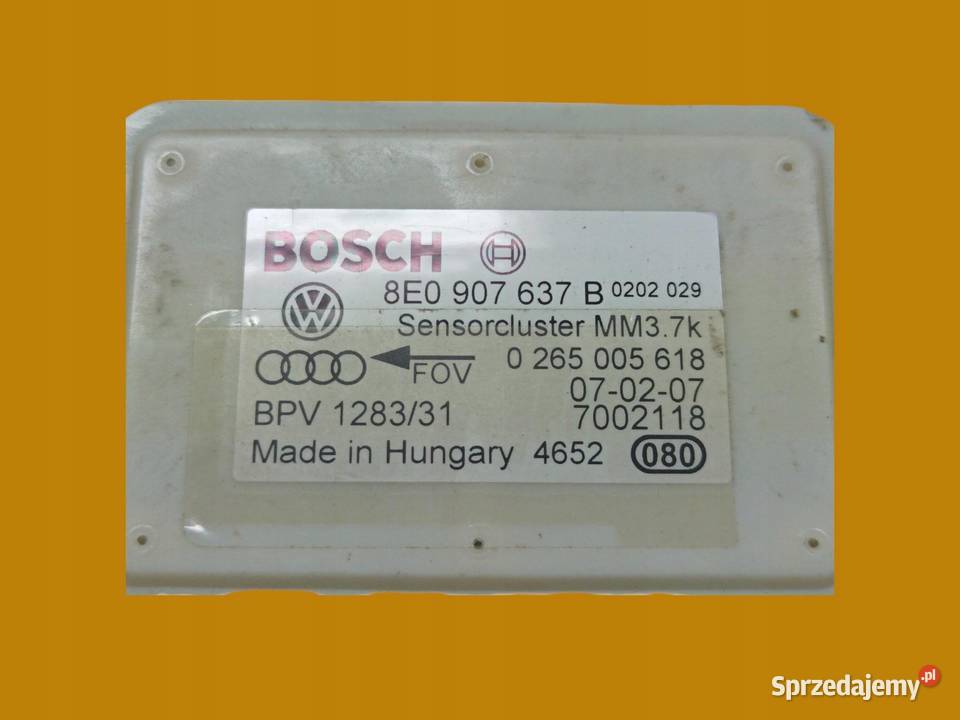 BOSCH
8E0 907 637 B 0202 029
Sensorcluster MM3.7k
FOV 0 265 005 618
07-02-07
BPV 1283/31 7002118
Made in Hungary 4652 080
Sprzedajemy.pl